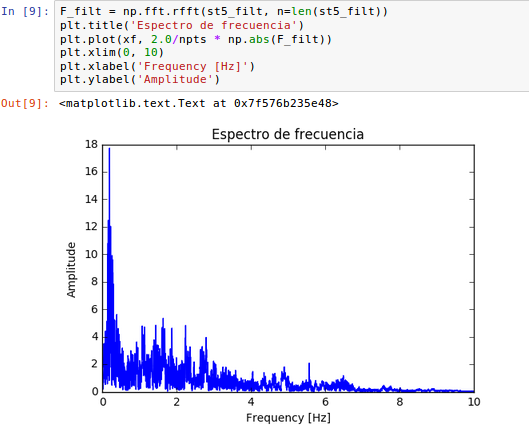 In [9]: F_filt = np.fft.rfft(st5_filt, n=len(st5_filt))
plt.title('Espectro de frecuencia')
plt.plot(xf, 2.0/npts * np.abs(F_filt))
plt.xlim(0, 10)
plt.xlabel('Frequency [Hz]')
plt.ylabel('Amplitude')
Out[9]: <matplotlib.text.Text at 0x7f576b235e48>
Espectro de frecuencia
18
16
14
12
10
8
6
4
2
0
Amplitude
0 2 4 6 8 10
Frequency [Hz]